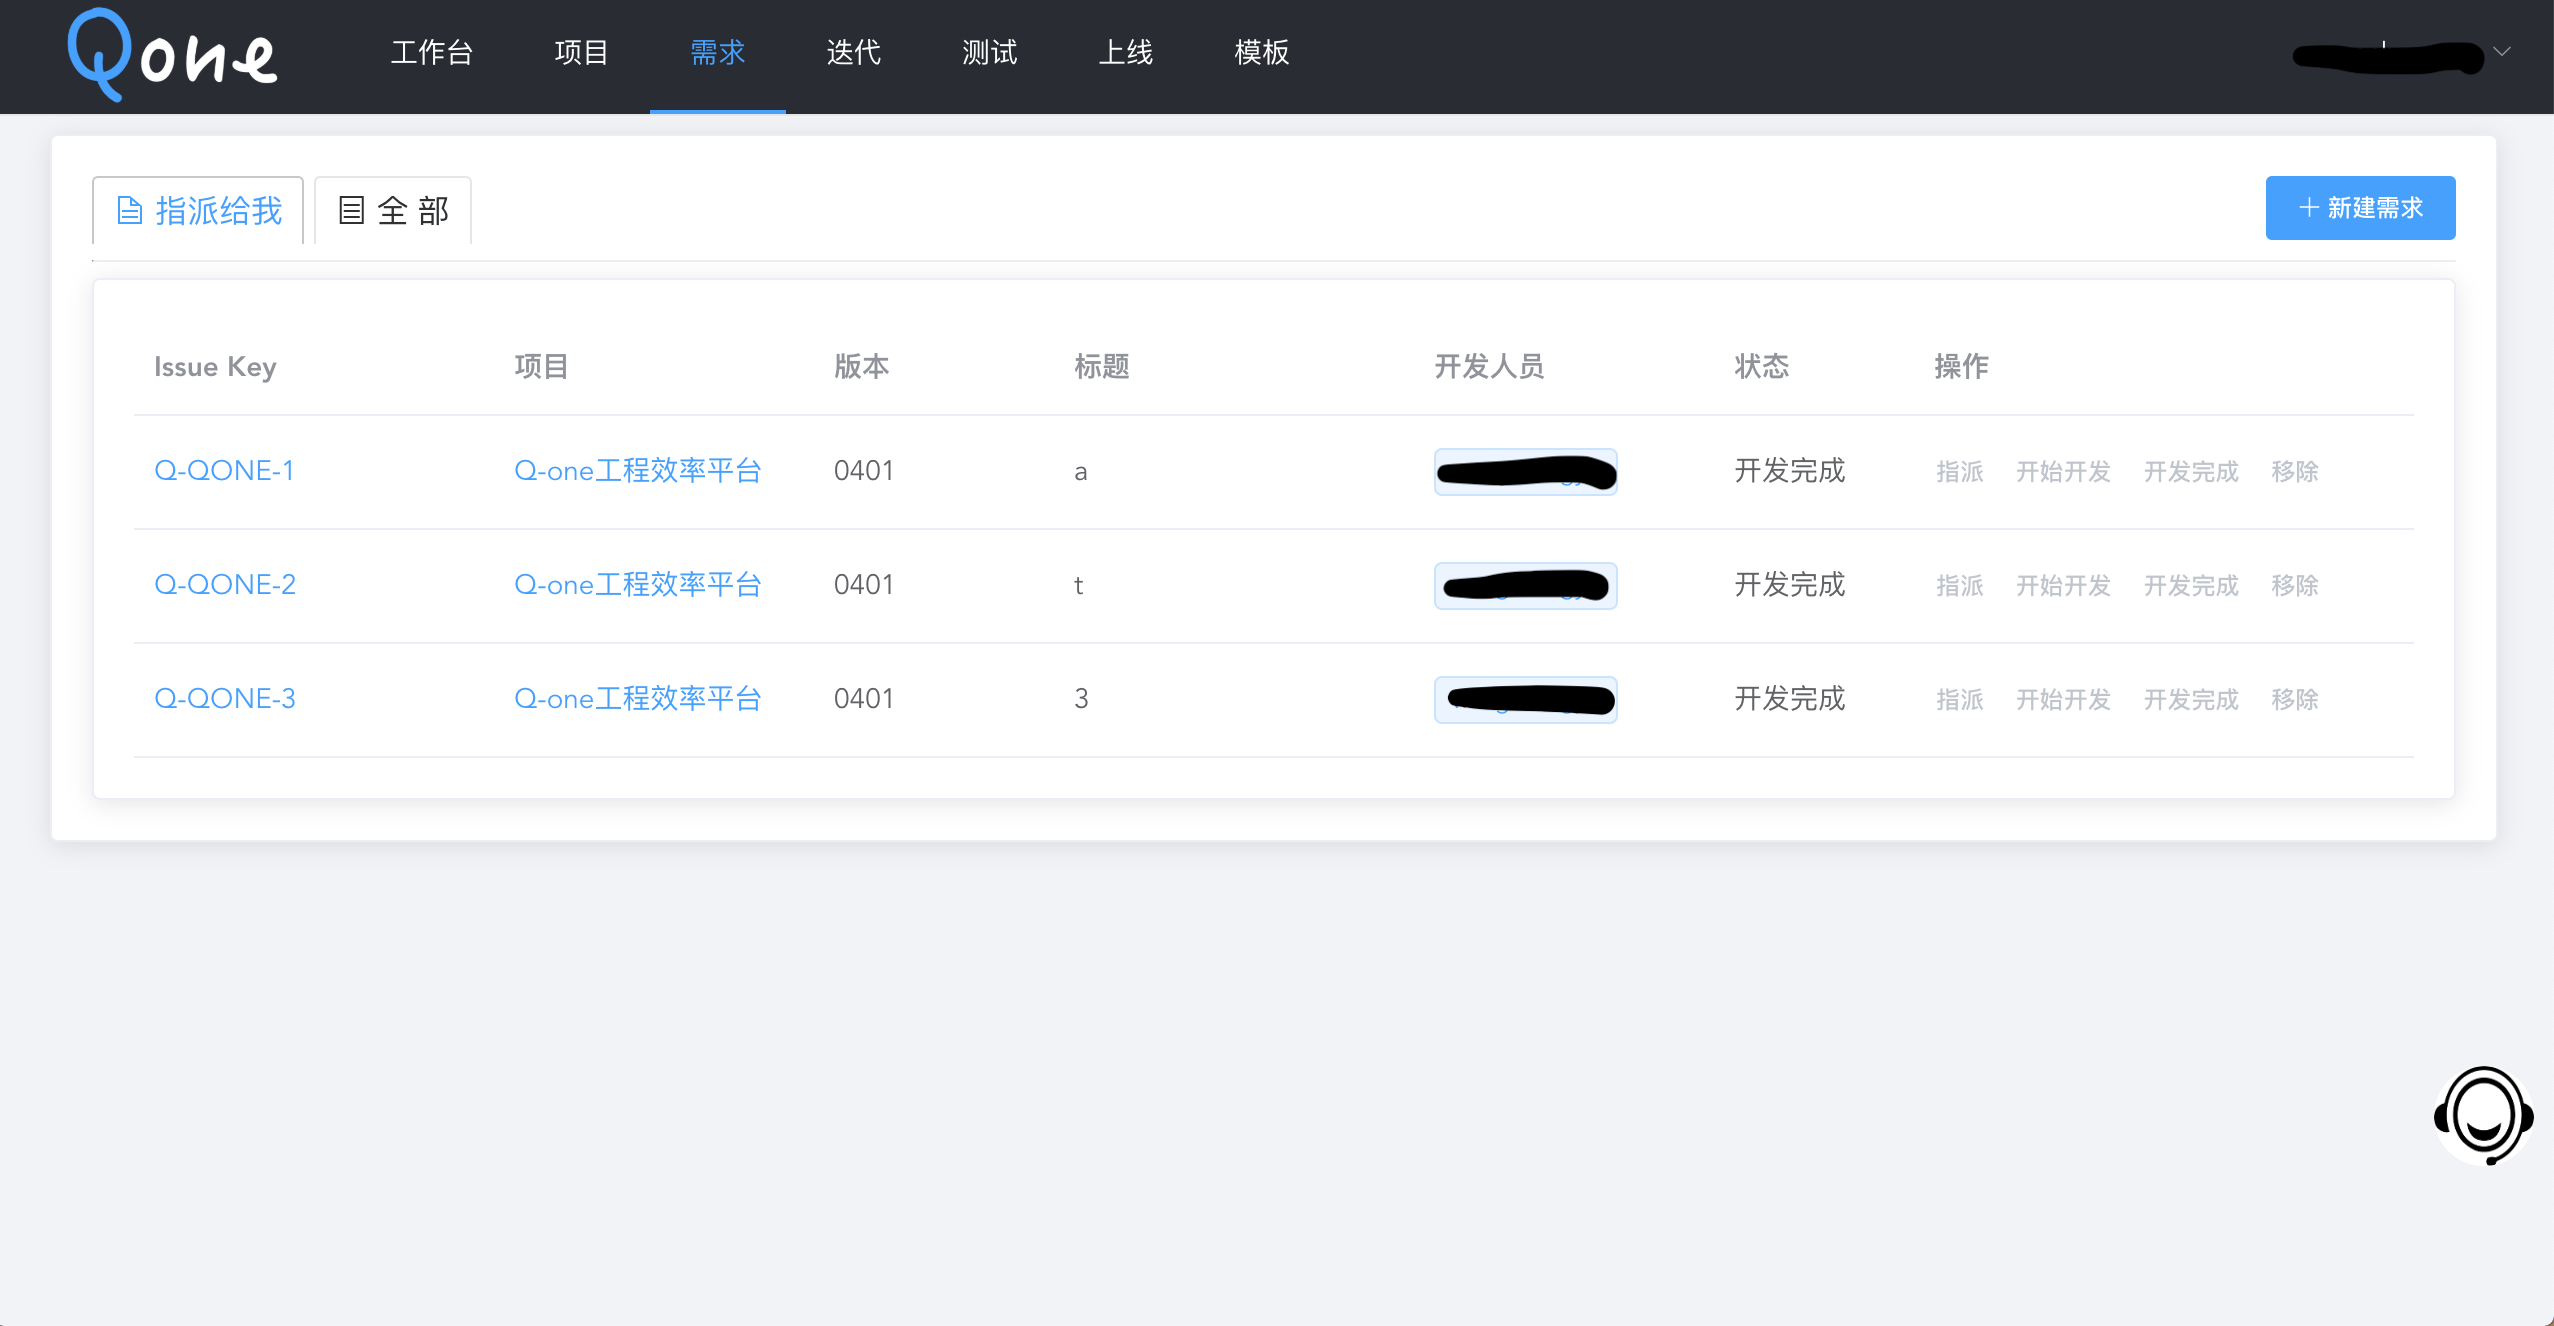 Qone 工作台 项目 需求 迭代 测试 上线 模板
指派给我 全 部 新建需求
Issue Key 项目 版本 标题 开发人员 状态 操作
Q-QONE-1 Q-one工程效率平台 0401 a 开发完成 指派 开始开发 开发完成 移除
Q-QONE-2 Q-one工程效率平台 0401 t 开发完成 指派 开始开发 开发完成 移除
Q-QONE-3 Q-one工程效率平台 0401 3 开发完成 指派 开始开发 开发完成 移除